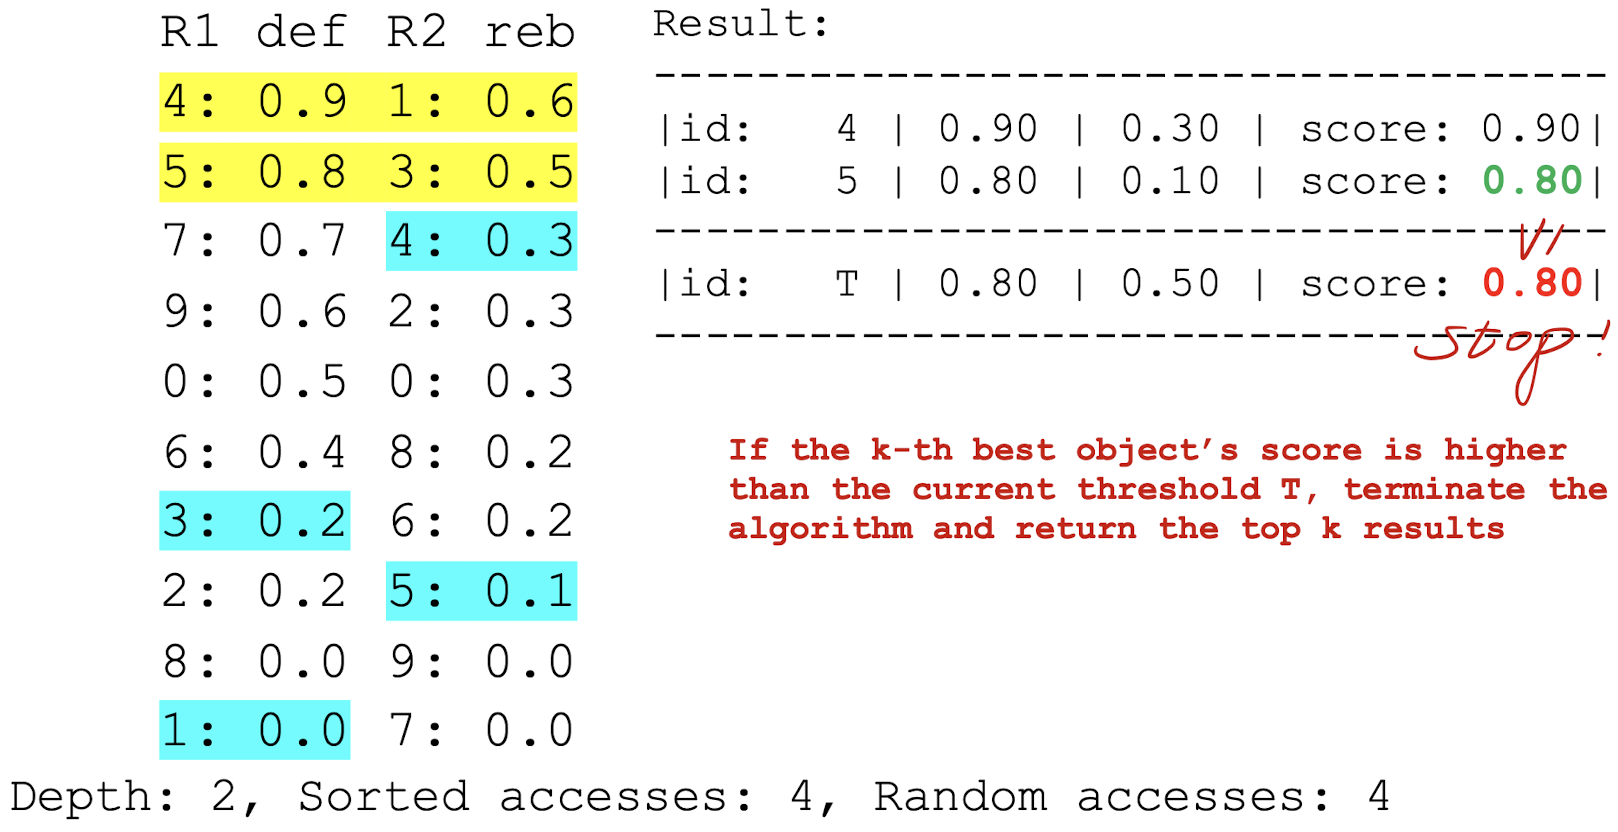 R1 def R2 reb
4: 0.9 1: 0.6
5: 0.8 3: 0.5
7: 0.7 4: 0.3
9: 0.6 2: 0.3
0: 0.5 0: 0.3
6: 0.4 8: 0.2
3: 0.2 6: 0.2
2: 0.2 5: 0.1
8: 0.0 9: 0.0
1: 0.0 7: 0.0
Result:
------------------------------------------------------
|id: 4 | 0.90 | 0.30 | score: 0.90|
|id: 5 | 0.80 | 0.10 | score: 0.80|
------------------------------------------------------
VI
|id: T | 0.80 | 0.50 | score: 0.80|
------------------------------------------------------
stop!
If the k-th best object’s score is higher
than the current threshold T, terminate the
algorithm and return the top k results
Depth: 2, Sorted accesses: 4, Random accesses: 4